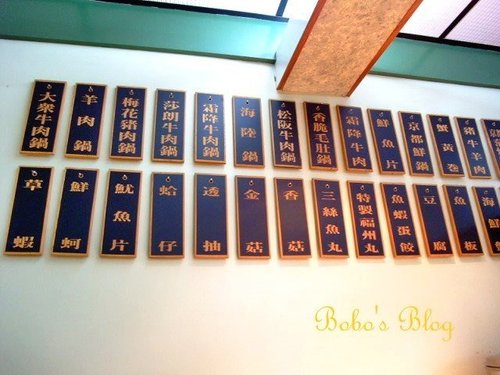 大眾牛肉鍋
羊肉鍋
梅花豬肉鍋
莎朗牛肉鍋
霜降牛肉鍋
海陸鍋
松阪牛肉鍋
香脆毛肚鍋
霜降牛肉
鮮魚片
京都鮮鍋
蟹黃卷
豬牛羊肉
草蝦
鮮蚵
魷魚片
蛤仔
透抽
金菇
香菇
三絲魚丸
特製福州丸
魚蝦蛋餃
豆腐
魚板
Bobo's Blog